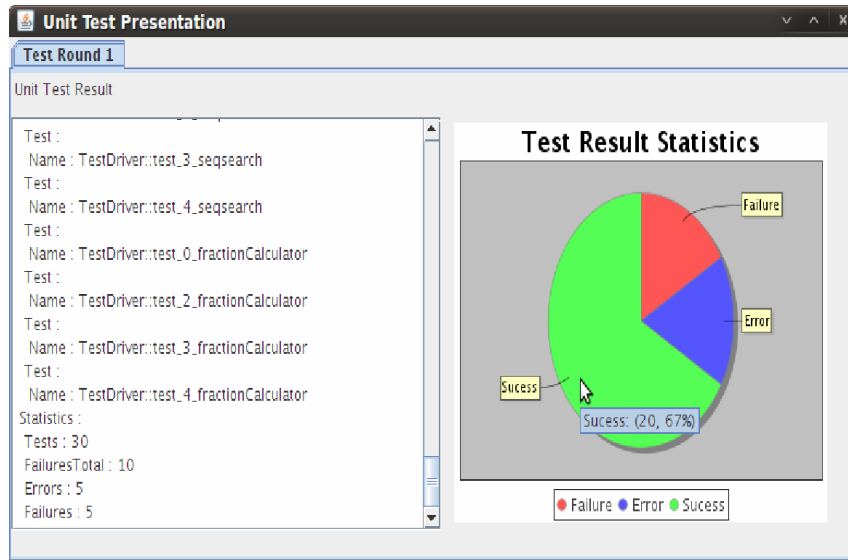 Unit Test Presentation
Test Round 1
Unit Test Result
Test :
Name : TestDriver::test_3_seqsearch
Test :
Name : TestDriver::test_4_seqsearch
Test :
Name : TestDriver::test_0_fractionCalculator
Test :
Name : TestDriver::test_2_fractionCalculator
Test :
Name : TestDriver::test_3_fractionCalculator
Test :
Name : TestDriver::test_4_fractionCalculator
Statistics :
Tests : 30
FailuresTotal : 10
Errors : 5
Failures : 5
Test Result Statistics
Failure
Error
Sucess
Sucess: (20, 67%)
Failure Error Sucess